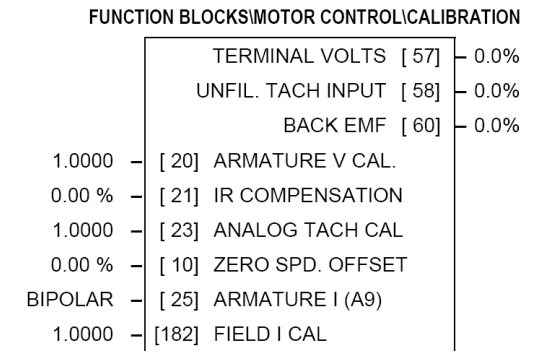 FUNCTION BLOCKS\MOTOR CONTROL\CALIBRATION
TERMINAL VOLTS [ 57] – 0.0%
UNFIL. TACH INPUT [ 58] – 0.0%
BACK EMF [ 60] – 0.0%
1.0000 – [ 20] ARMATURE V CAL.
0.00 % – [ 21] IR COMPENSATION
1.0000 – [ 23] ANALOG TACH CAL
0.00 % – [ 10] ZERO SPD. OFFSET
BIPOLAR – [ 25] ARMATURE I (A9)
1.0000 – [182] FIELD I CAL